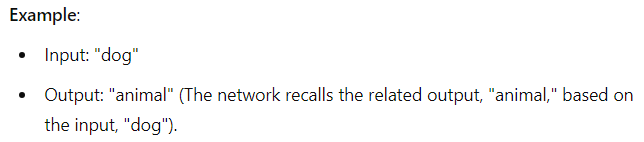 Example:
• Input: "dog"
• Output: "animal" (The network recalls the related output, "animal," based on
the input, "dog").